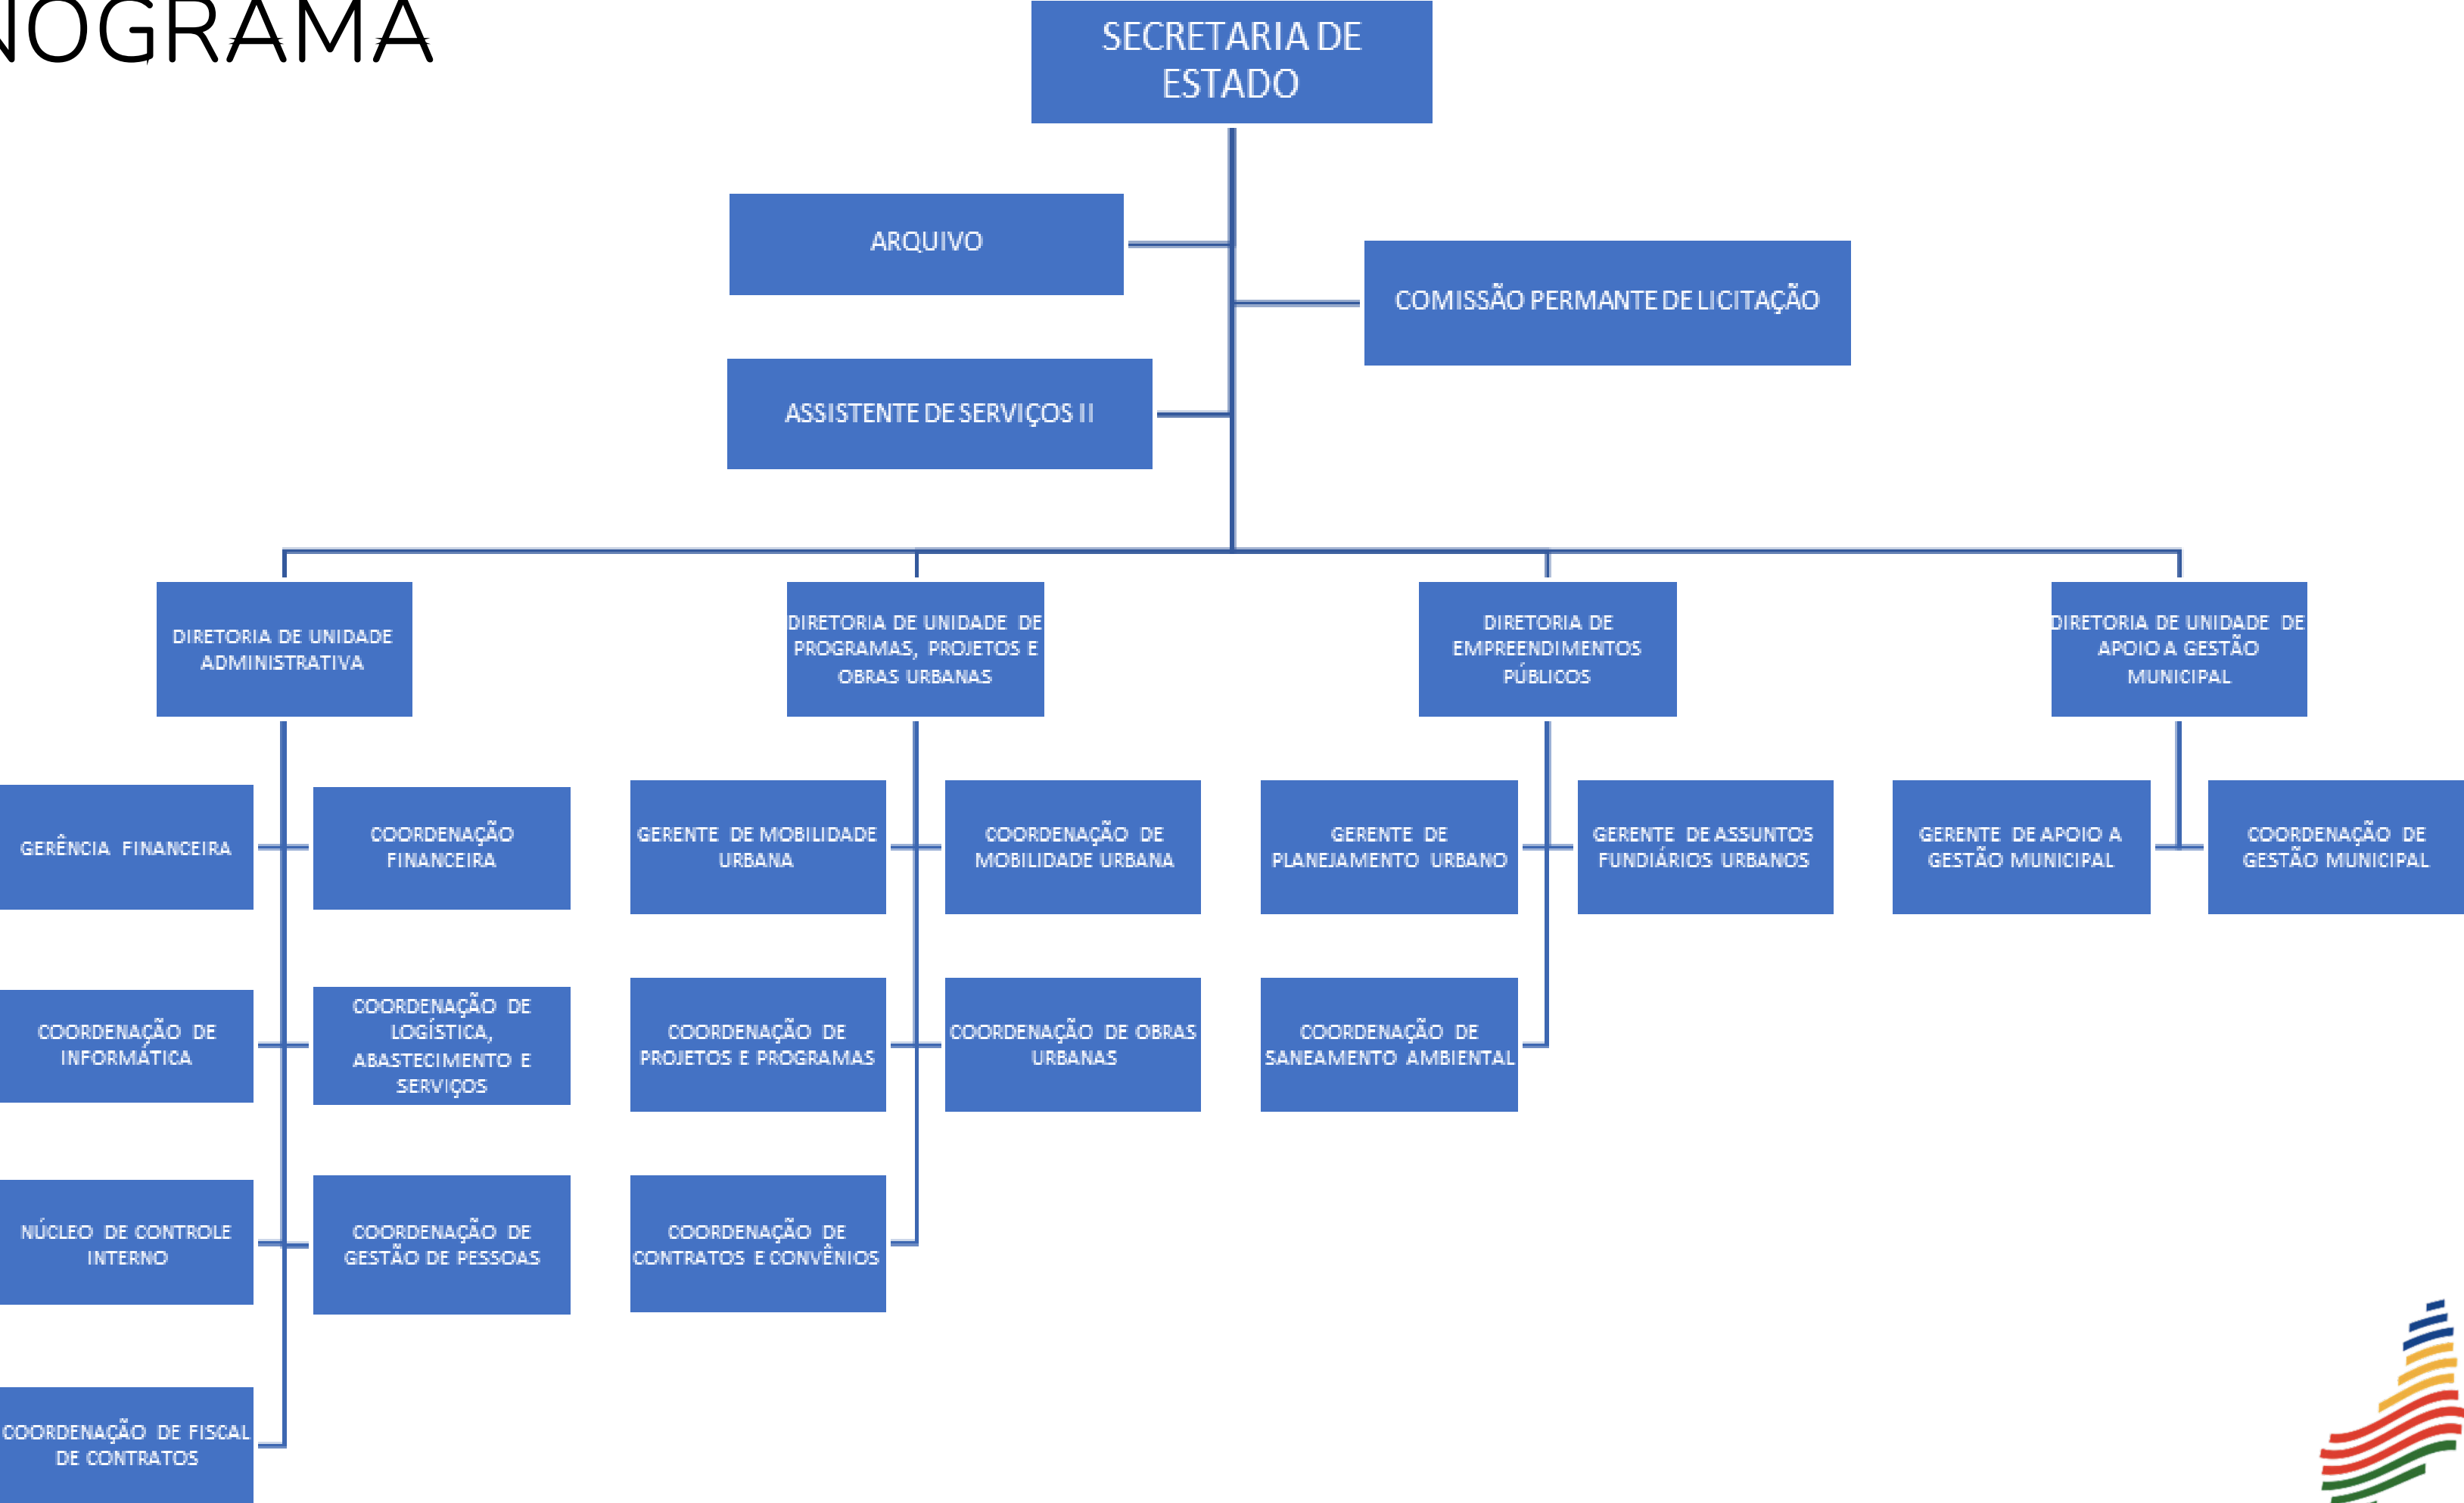 NOGRAMA
SECRETARIA DE
ESTADO
ARQUIVO
COMISSÃO PERMANTE DE LICITAÇÃO
ASSISTENTE DE SERVIÇOS II
DIRETORIA DE UNIDADE
ADMINISTRATIVA
DIRETORIA DE UNIDADE DE
PROGRAMAS, PROJETOS E
OBRAS URBANAS
DIRETORIA DE
EMPREENDIMENTOS
PÚBLICOS
DIRETORIA DE UNIDADE DE
APOIO A GESTÃO
MUNICIPAL
GERÊNCIA FINANCEIRA
COORDENAÇÃO
FINANCEIRA
GERENTE DE MOBILIDADE
URBANA
COORDENAÇÃO DE
MOBILIDADE URBANA
GERENTE DE
PLANEJAMENTO URBANO
GERENTE DE ASSUNTOS
FUNDIÁRIOS URBANOS
GERENTE DE APOIO A
GESTÃO MUNICIPAL
COORDENAÇÃO DE
GESTÃO MUNICIPAL
COORDENAÇÃO DE
INFORMÁTICA
COORDENAÇÃO DE
LOGÍSTICA,
ABASTECIMENTO E
SERVIÇOS
COORDENAÇÃO DE
PROJETOS E PROGRAMAS
COORDENAÇÃO DE OBRAS
URBANAS
COORDENAÇÃO DE
SANEAMENTO AMBIENTAL
NÚCLEO DE CONTROLE
INTERNO
COORDENAÇÃO DE
GESTÃO DE PESSOAS
COORDENAÇÃO DE
CONTRATOS E CONVÊNIOS
COORDENAÇÃO DE FISCAL
DE CONTRATOS